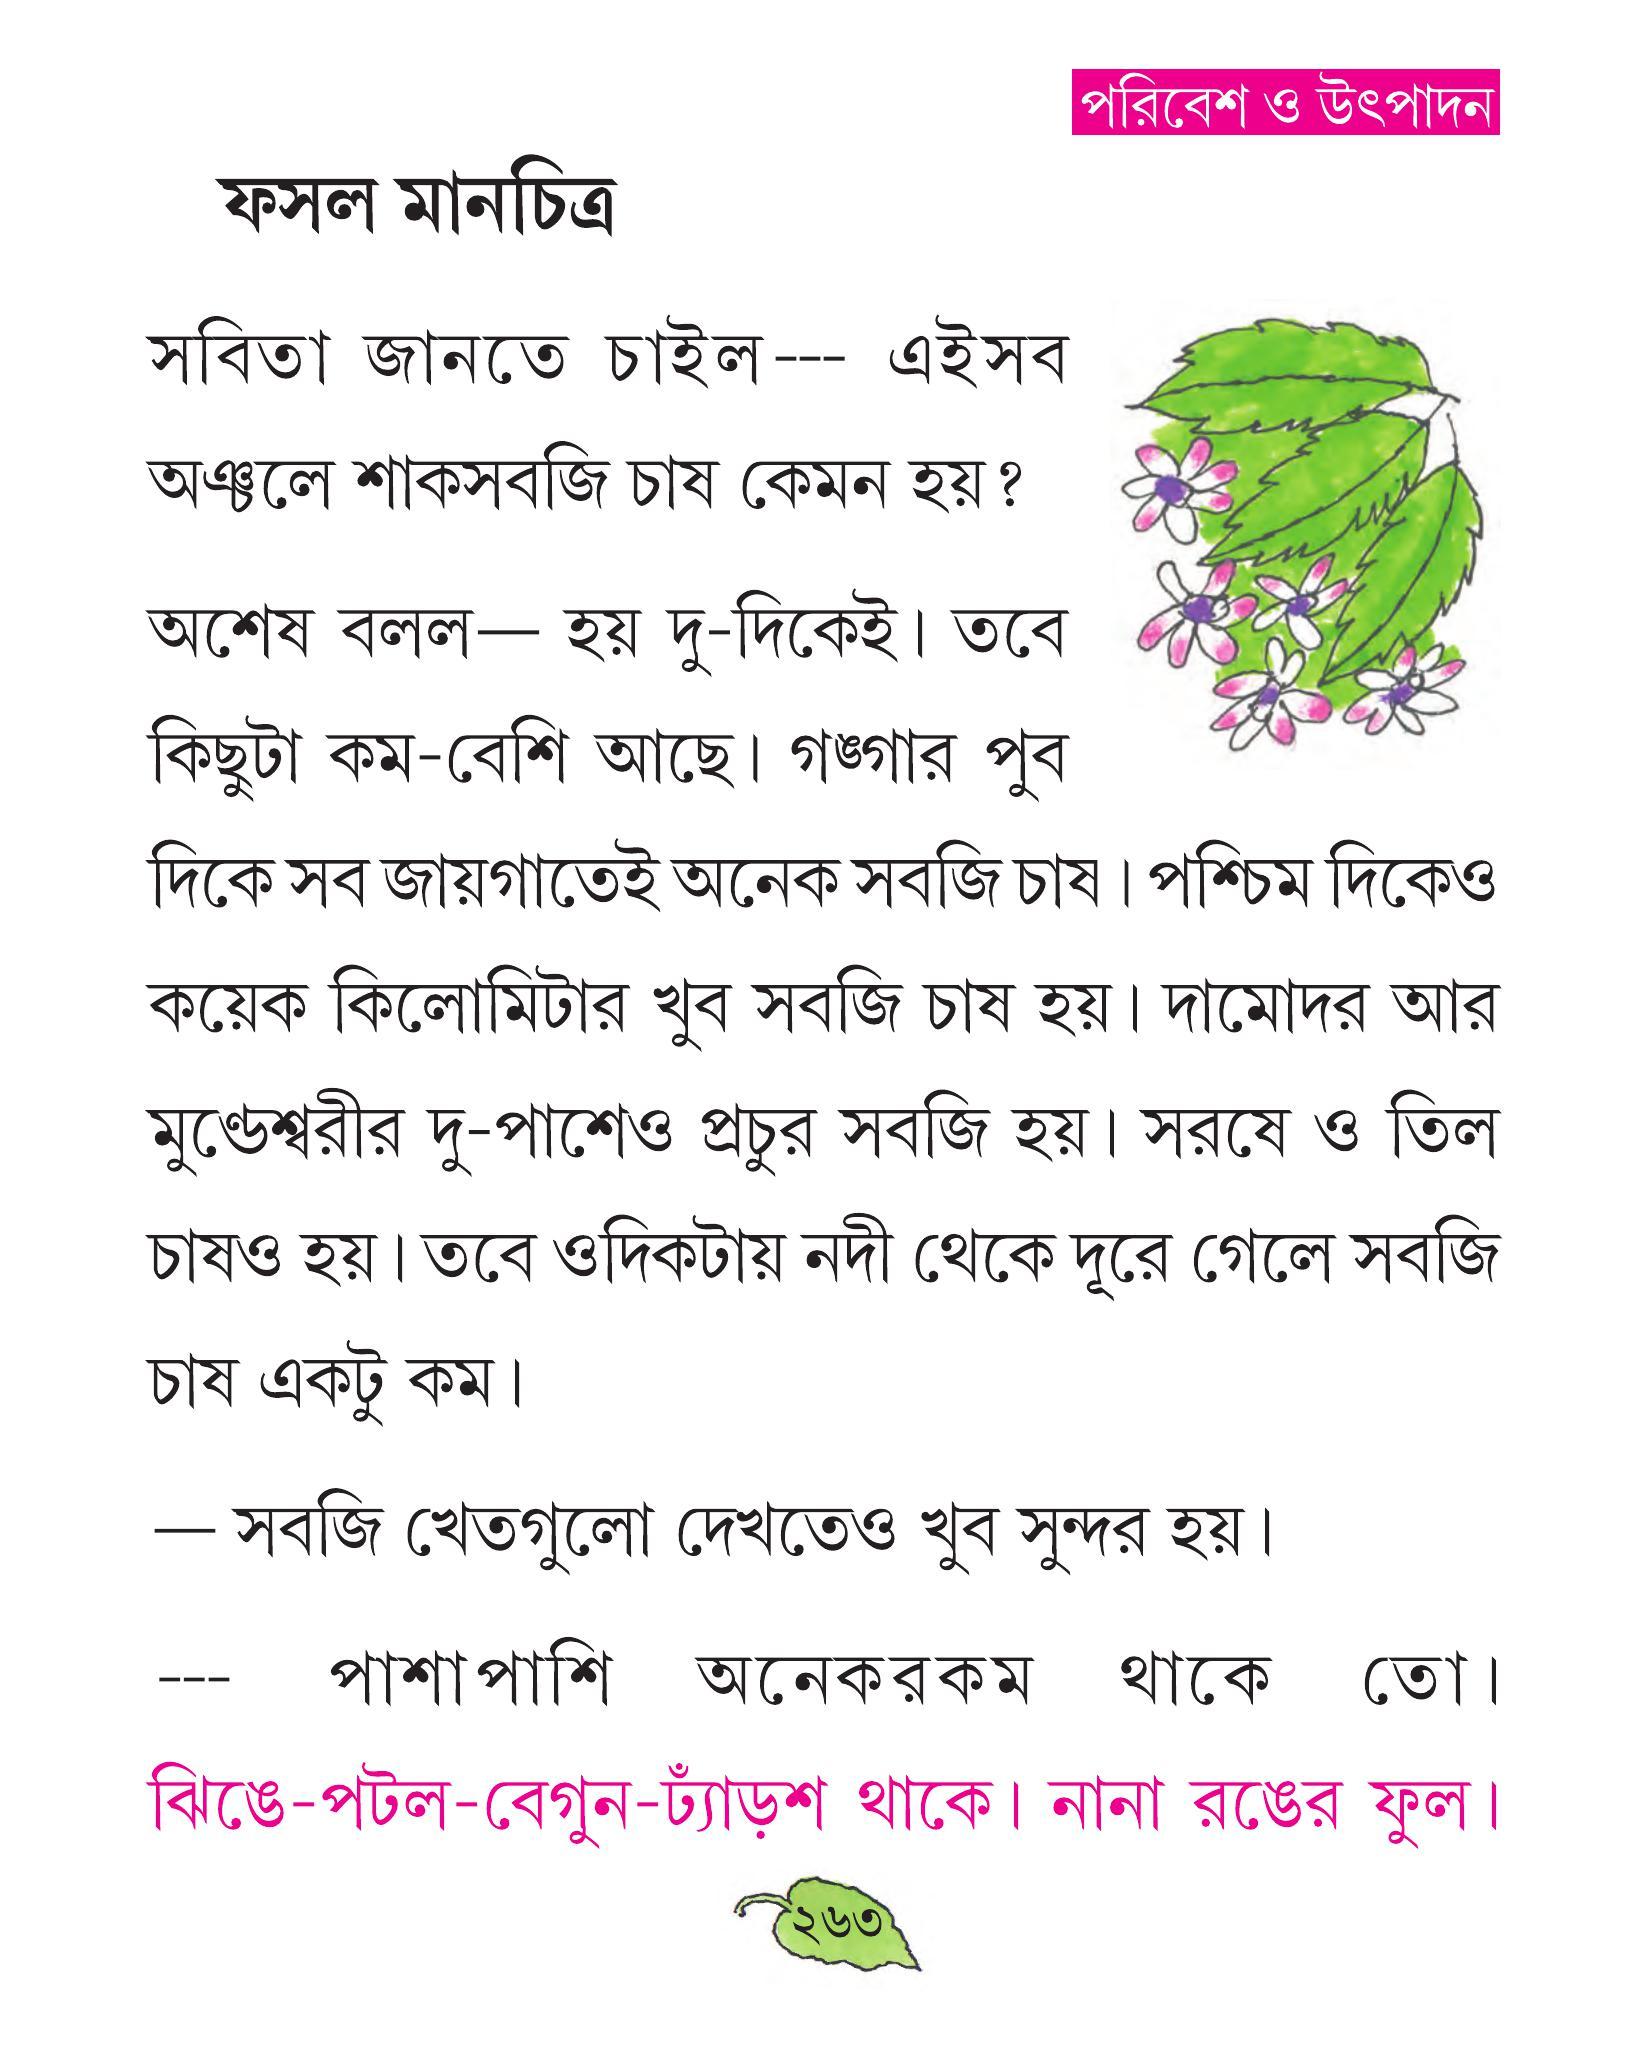 পরিবেশ ও উৎপাদন
ফসল মানচিত্র
সবিতা জানতে চাইল--- এইসব
অঞ্চলে শাকসবজি চাষ কেমন হয়?
অশেষ বলল— হয় দু-দিকেই। তবে
কিছুটা কম-বেশি আছে। গঙ্গার পুব
দিকে সব জায়গাতেই অনেক সবজি চাষ। পশ্চিম দিকেও
কয়েক কিলোমিটার খুব সবজি চাষ হয়। দামোদর আর
মুণ্ডেশ্বরীর দু-পাশেও প্রচুর সবজি হয়। সরষে ও তিল
চাষও হয়। তবে ওদিকটায় নদী থেকে দূরে গেলে সবজি
চাষ একটু কম।
— সবজি খেতগুলো দেখতেও খুব সুন্দর হয়।
--- পাশাপাশি অনেকরকম থাকে তো।
ঝিঙে-পটল-বেগুন-ঢ্যাঁড়শ থাকে। নানা রঙের ফুল।
২৬৩